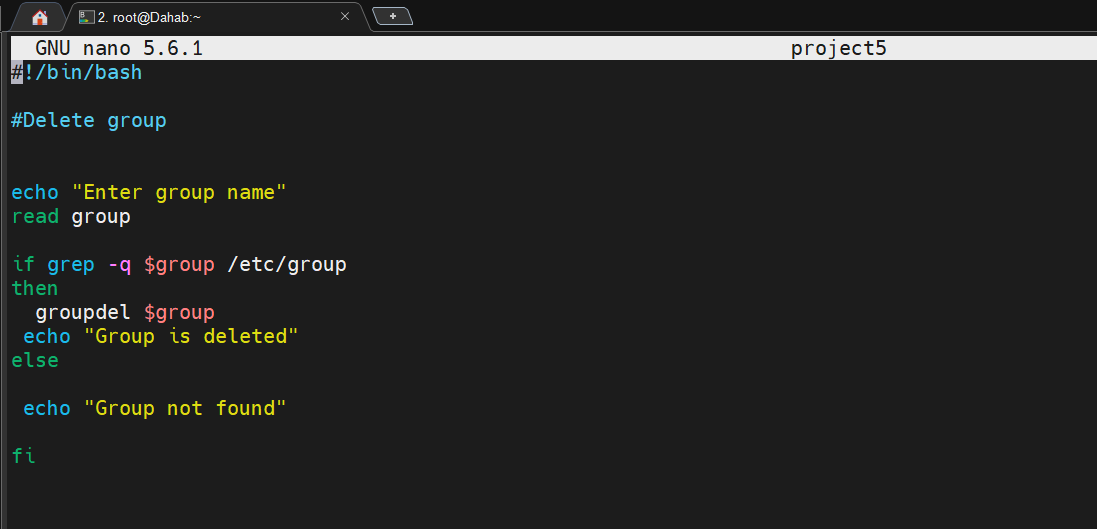 2. root@Dahab:~
GNU nano 5.6.1 project5
#!/bin/bash
#Delete group
echo "Enter group name"
read group
if grep -q $group /etc/group
then
groupdel $group
echo "Group is deleted"
else
echo "Group not found"
fi